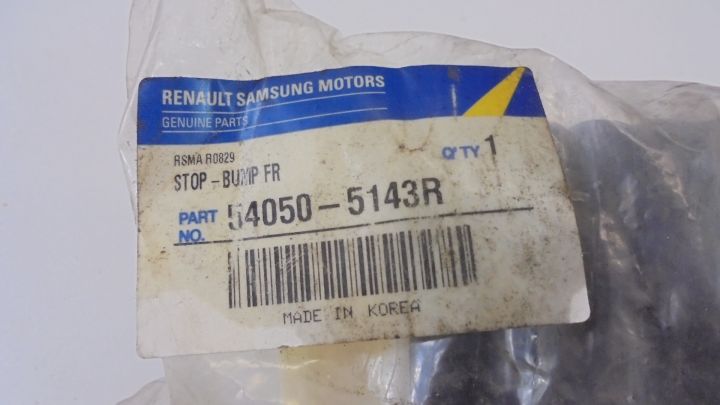 RENAULT SAMSUNG MOTORS
GENUINE PARTS
RSMA R0829
STOP-BUMP FR
Q'TY 1
PART NO. 54050-5143R
MADE IN KOREA